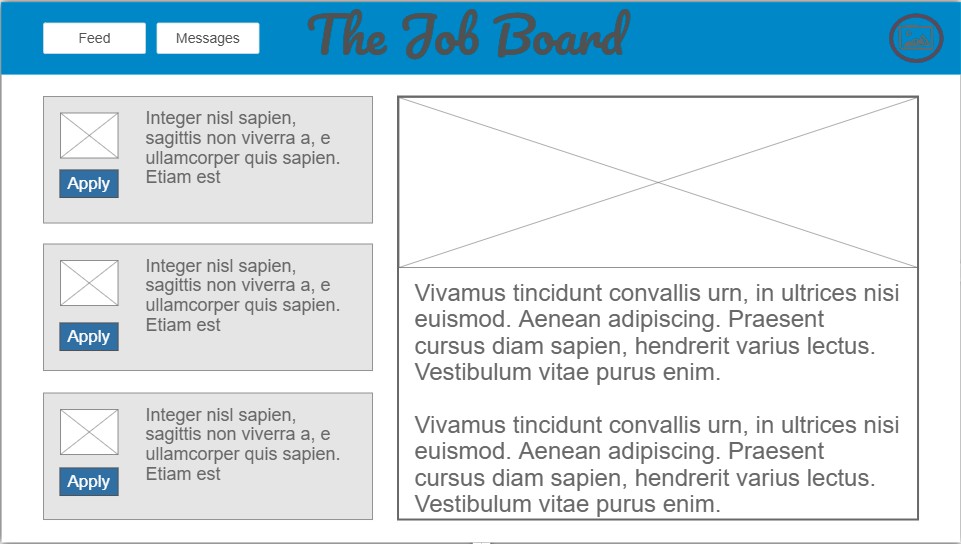 Feed
Messages
The Job Board
Integer nisl sapien,
sagittis non viverra a, e
ullamcorper quis sapien.
Etiam est
Apply
Integer nisl sapien,
sagittis non viverra a, e
ullamcorper quis sapien.
Etiam est
Apply
Integer nisl sapien,
sagittis non viverra a, e
ullamcorper quis sapien.
Etiam est
Apply
Vivamus tincidunt convallis urn, in ultrices nisi
euismod. Aenean adipiscing. Praesent
cursus diam sapien, hendrerit varius lectus.
Vestibulum vitae purus enim.
Vivamus tincidunt convallis urn, in ultrices nisi
euismod. Aenean adipiscing. Praesent
cursus diam sapien, hendrerit varius lectus.
Vestibulum vitae purus enim.